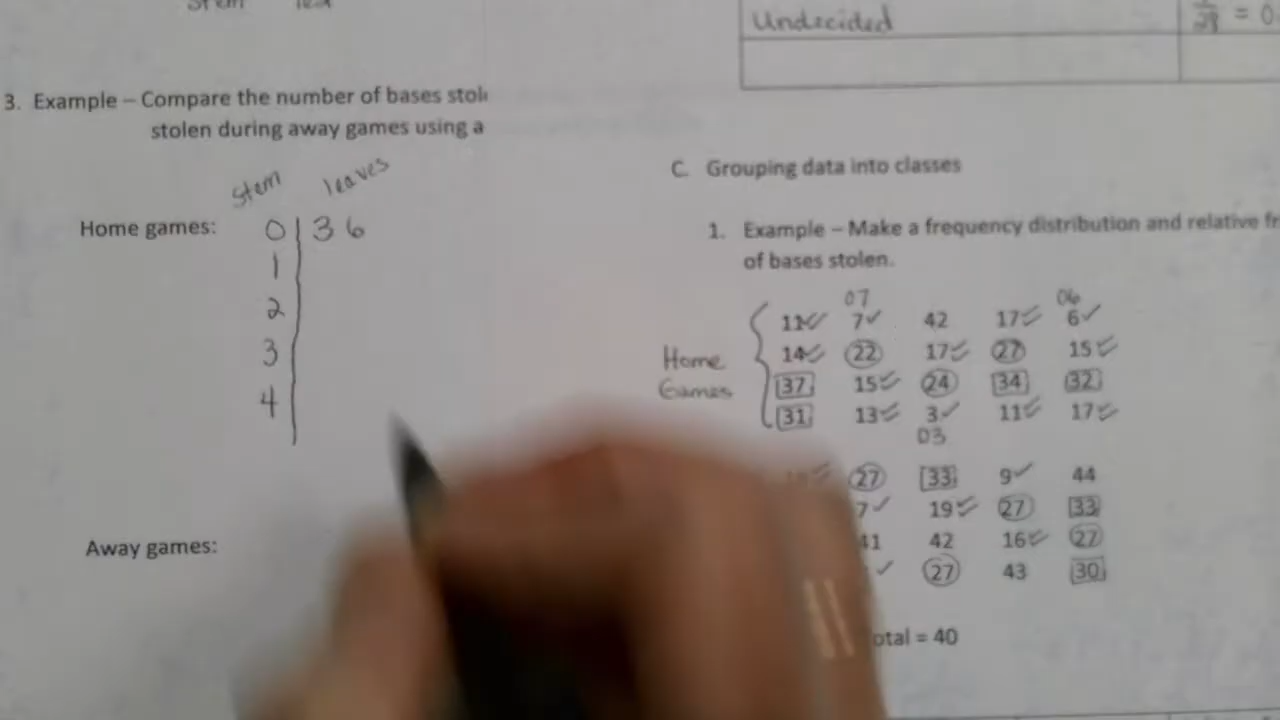 Undecided = 0.
3. Example – Compare the number of bases
stolen during away games using a
stem leaves
Home games: 0 | 3 6
1
2
3
4
Away games:
C. Grouping data into classes
1. Example – Make a frequency distribution and relative
of bases stolen.
07 06
11 7 42 17 6
Home 14 22 17 27 15
Games 37 15 24 34 32
31 13 3 11 17
03
27 33 9 44
7 19 27 33
41 42 16 27
27 43 30
= 40